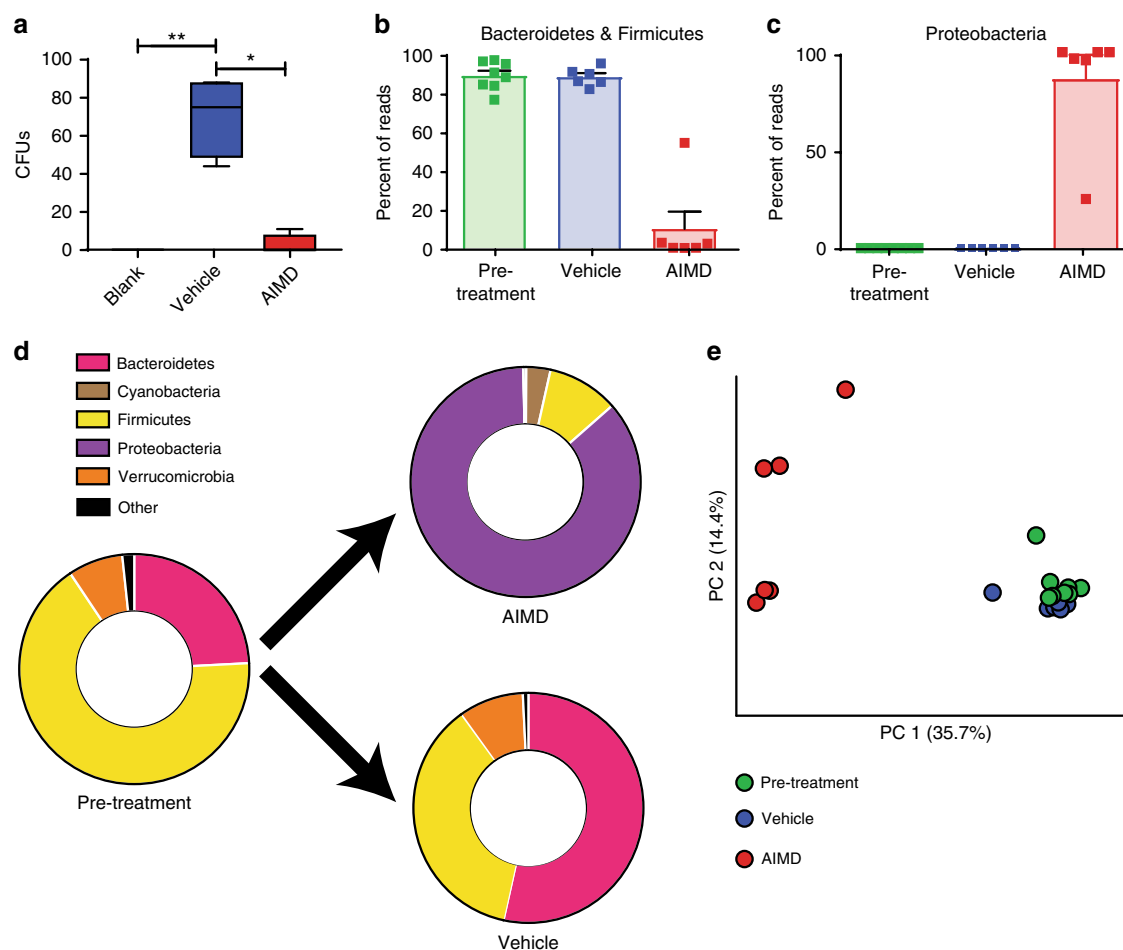 a
**
*
100
80
60
40
20
0
CFUs
Blank
Vehicle
AIMD
b
Bacteroidetes & Firmicutes
100
80
60
40
20
0
Percent of reads
Pre-
treatment
Vehicle
AIMD
c
Proteobacteria
100
50
0
Percent of reads
Pre-
treatment
Vehicle
AIMD
d
Bacteroidetes
Cyanobacteria
Firmicutes
Proteobacteria
Verrucomicrobia
Other
Pre-treatment
AIMD
Vehicle
e
PC 2 (14.4%)
PC 1 (35.7%)
Pre-treatment
Vehicle
AIMD